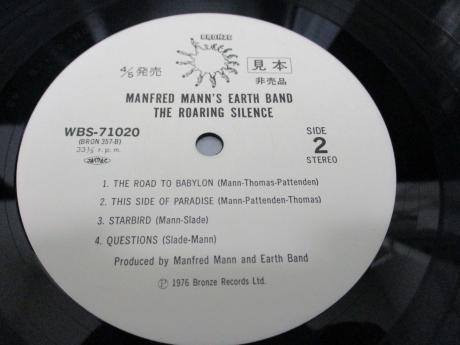 BRONZE
4/5発売
見本
非売品
MANFRED MANN'S EARTH BAND
THE ROARING SILENCE
WBS-71020
(BRON 357-B)
33⅓ r.p.m.
SIDE
2
STEREO
1. THE ROAD TO BABYLON (Mann-Thomas-Pattenden)
2. THIS SIDE OF PARADISE (Mann-Pattenden-Thomas)
3. STARBIRD (Mann-Slade)
4. QUESTIONS (Slade-Mann)
Produced by Manfred Mann and Earth Band
Ⓟ 1976 Bronze Records Ltd.